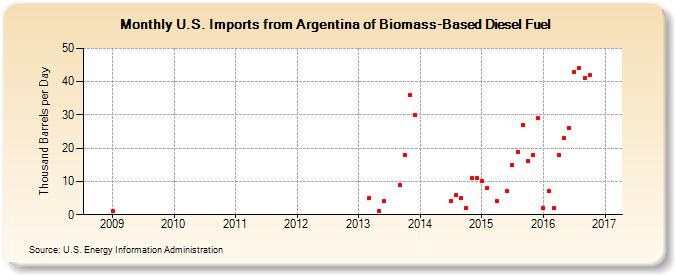 Monthly U.S. Imports from Argentina of Biomass-Based Diesel Fuel
Thousand Barrels per Day
50
40
30
20
10
0
2009 2010 2011 2012 2013 2014 2015 2016 2017
Source: U.S. Energy Information Administration